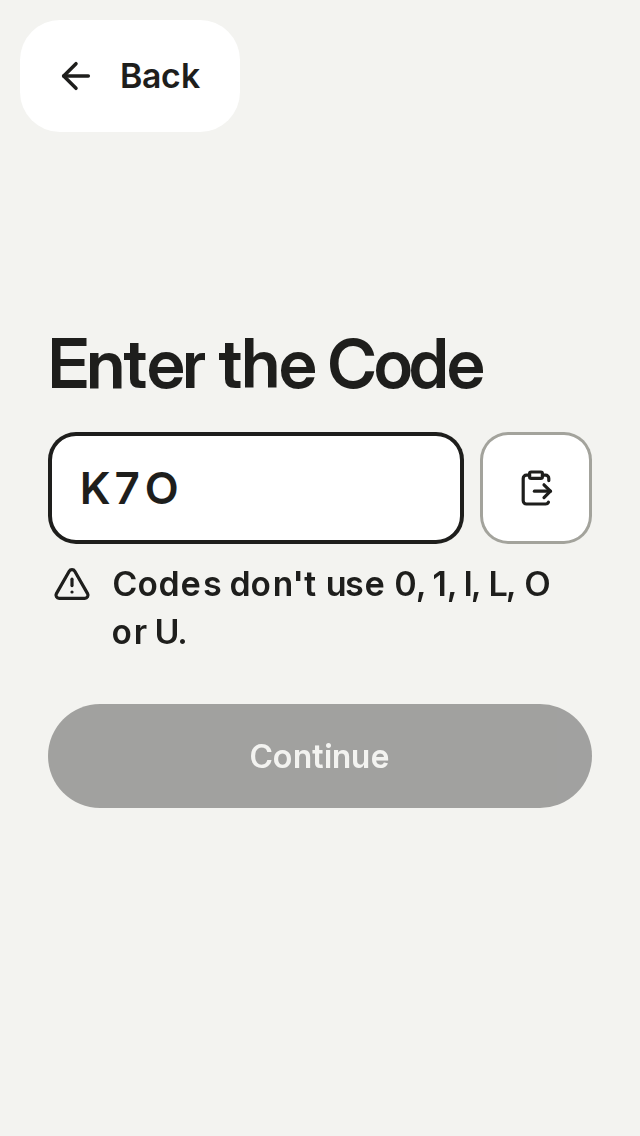 Back
Enter the Code
K7O
Codes don't use 0, 1, I, L, O
or U.
Continue